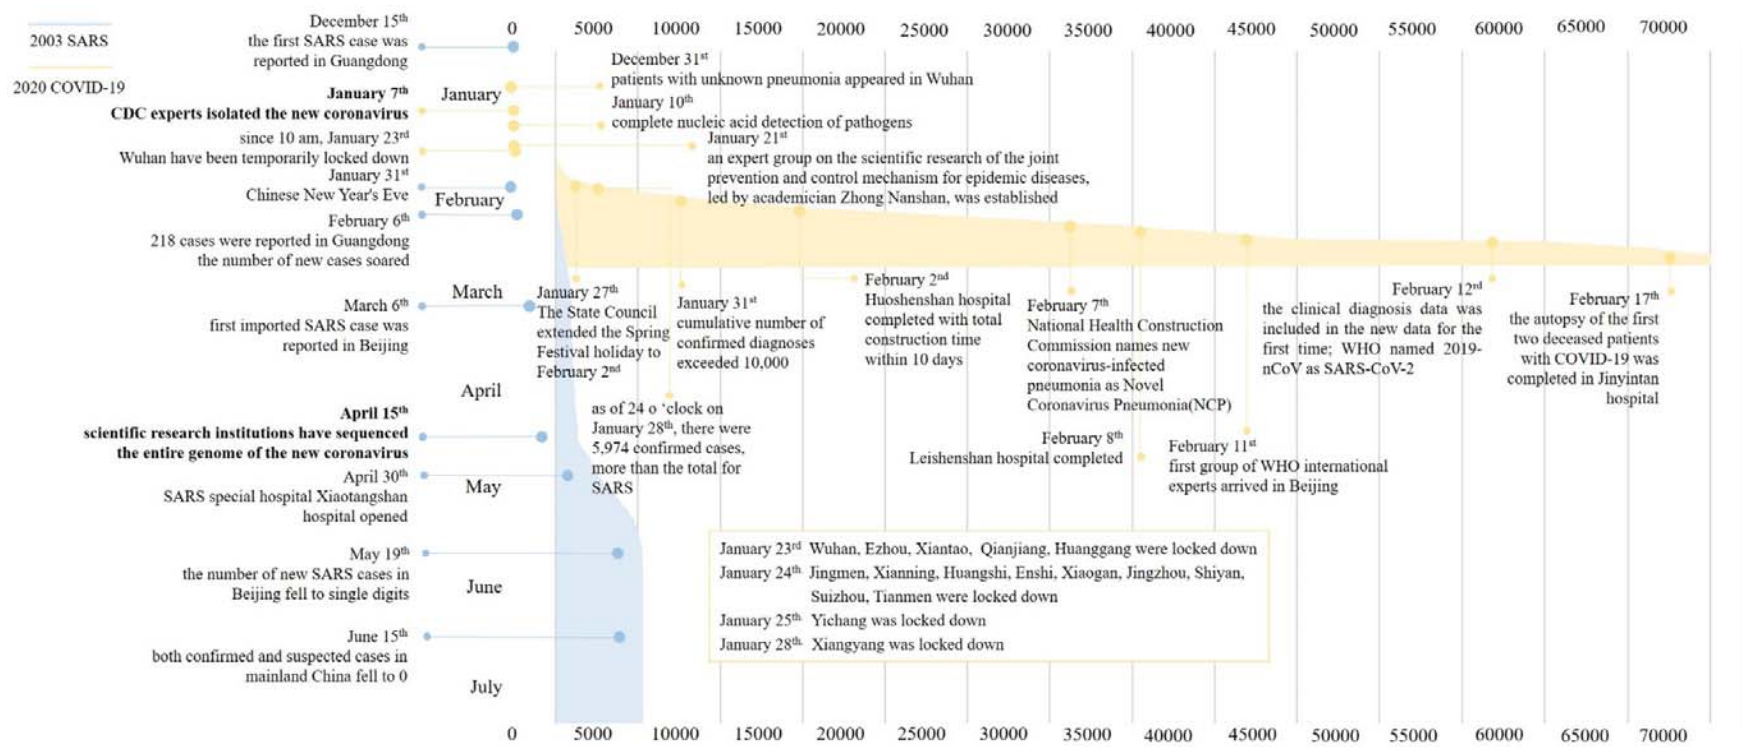 2003 SARS
2020 COVID-19
0 5000 10000 15000 20000 25000 30000 35000 40000 45000 50000 55000 60000 65000 70000
December 15th
the first SARS case was
reported in Guangdong
January 7th
CDC experts isolated the new coronavirus
since 10 am, January 23rd
Wuhan have been temporarily locked down
January 31st
Chinese New Year's Eve
February 6th
218 cases were reported in Guangdong
the number of new cases soared
March 6th
first imported SARS case was
reported in Beijing
April 15th
scientific research institutions have sequenced
the entire genome of the new coronavirus
April 30th
SARS special hospital Xiaotangshan
hospital opened
May 19th
the number of new SARS cases in
Beijing fell to single digits
June 15th
both confirmed and suspected cases in
mainland China fell to 0
January
February
March
April
May
June
July
December 31st
patients with unknown pneumonia appeared in Wuhan
January 10th
complete nucleic acid detection of pathogens
January 21st
an expert group on the scientific research of the joint
prevention and control mechanism for epidemic diseases,
led by academician Zhong Nanshan, was established
January 27th
The State Council
extended the Spring
Festival holiday to
February 2nd
as of 24 o ‘clock on
January 28th, there were
5,974 confirmed cases,
more than the total for
SARS
January 31st
cumulative number of
confirmed diagnoses
exceeded 10,000
February 2nd
Huoshenshan hospital
completed with total
construction time
within 10 days
February 7th
National Health Construction
Commission names new
coronavirus-infected
pneumonia as Novel
Coronavirus Pneumonia(NCP)
February 8th
Leishenshan hospital completed
February 11st
first group of WHO international
experts arrived in Beijing
February 12rd
the clinical diagnosis data was
included in the new data for the
first time; WHO named 2019-
nCoV as SARS-CoV-2
February 17th
the autopsy of the first
two deceased patients
with COVID-19 was
completed in Jinyintan
hospital
January 23rd Wuhan, Ezhou, Xiantao, Qianjiang, Huanggang were locked down
January 24th Jingmen, Xianning, Huangshi, Enshi, Xiaogan, Jingzhou, Shiyan,
Suizhou, Tianmen were locked down
January 25th Yichang was locked down
January 28th Xiangyang was locked down
0 5000 10000 15000 20000 25000 30000 35000 40000 45000 50000 55000 60000 65000 70000